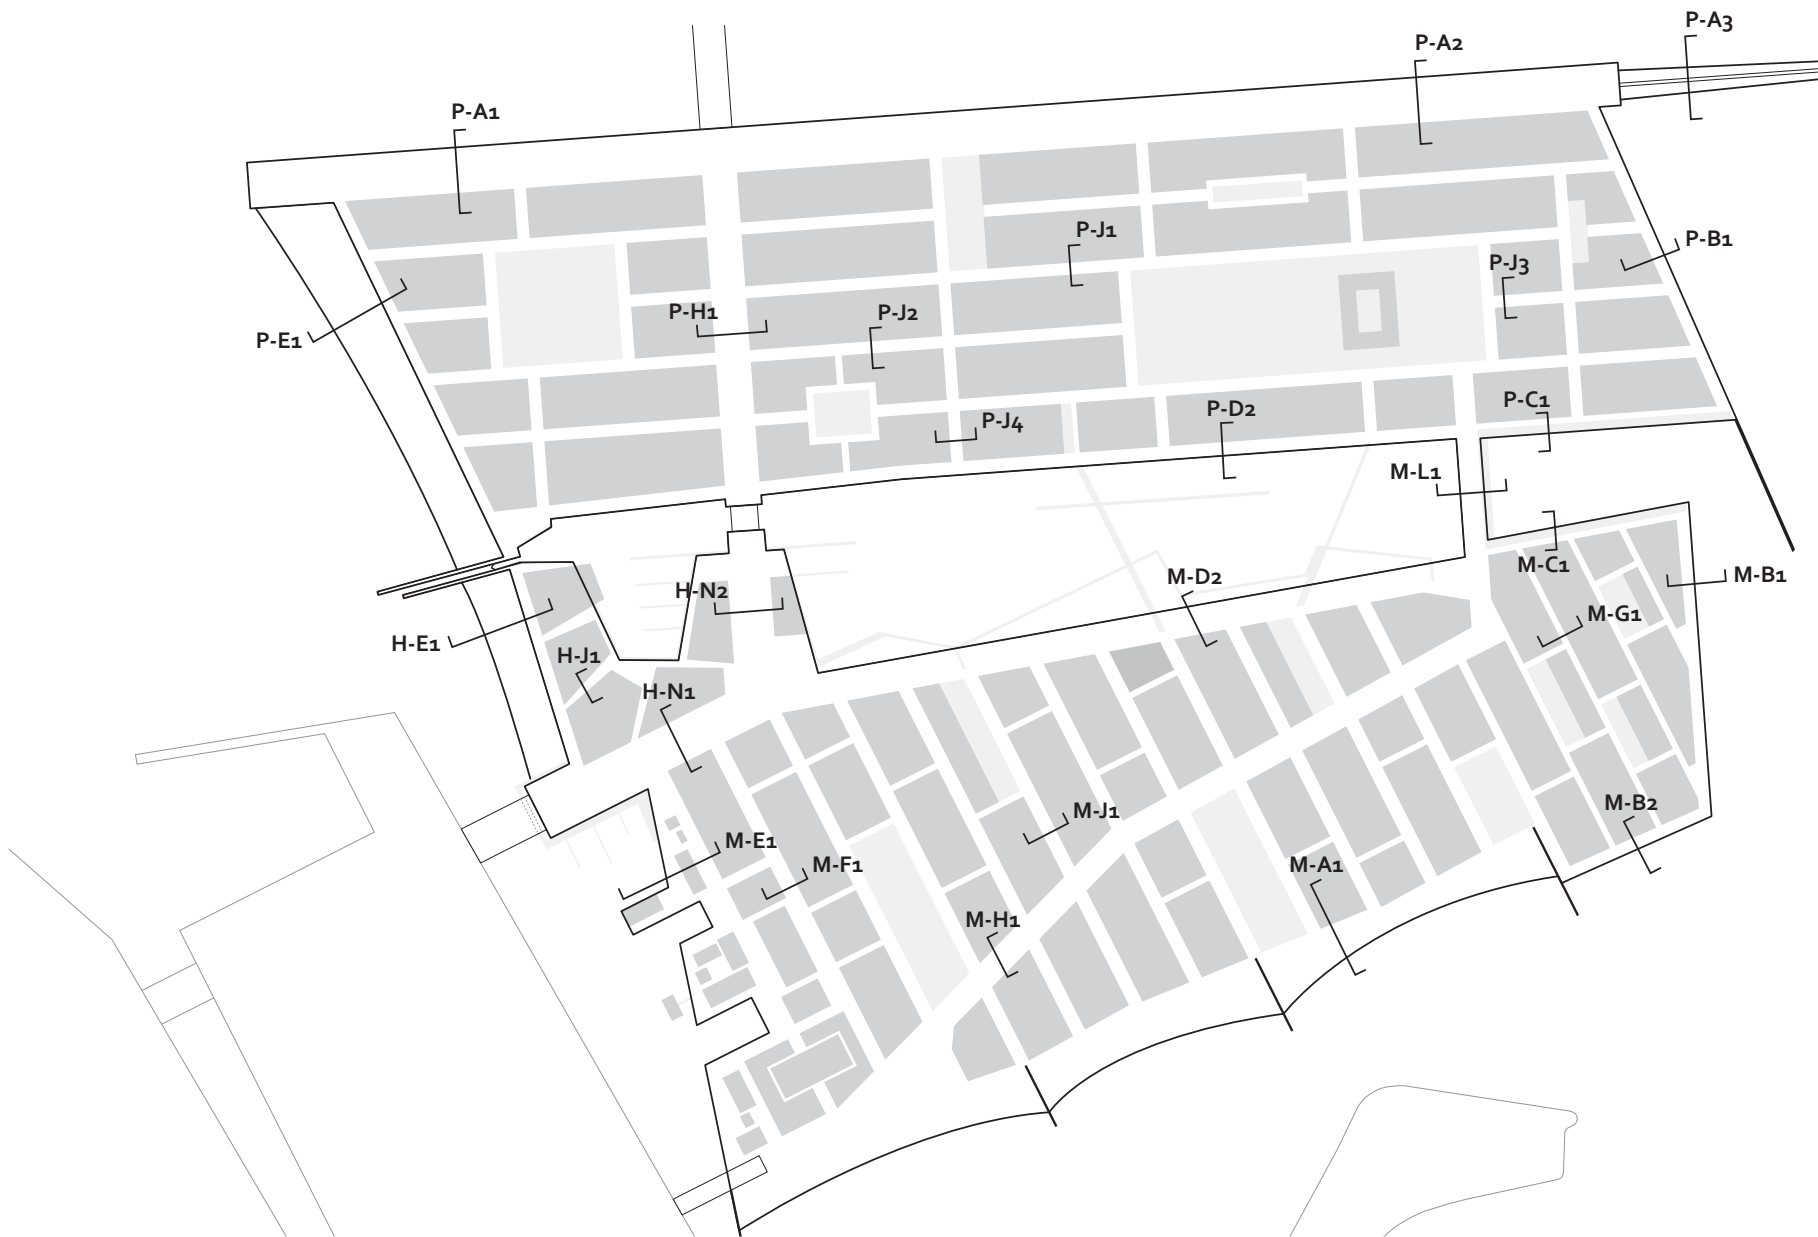 P-A3
P-A2
P-A1
P-J1
P-B1
P-J3
P-H1
P-J2
P-E1
P-C1
P-D2
P-J4
M-L1
M-C1
M-B1
M-D2
H-N2
M-G1
H-E1
H-J1
H-N1
M-B2
M-J1
M-E1
M-F1
M-A1
M-H1